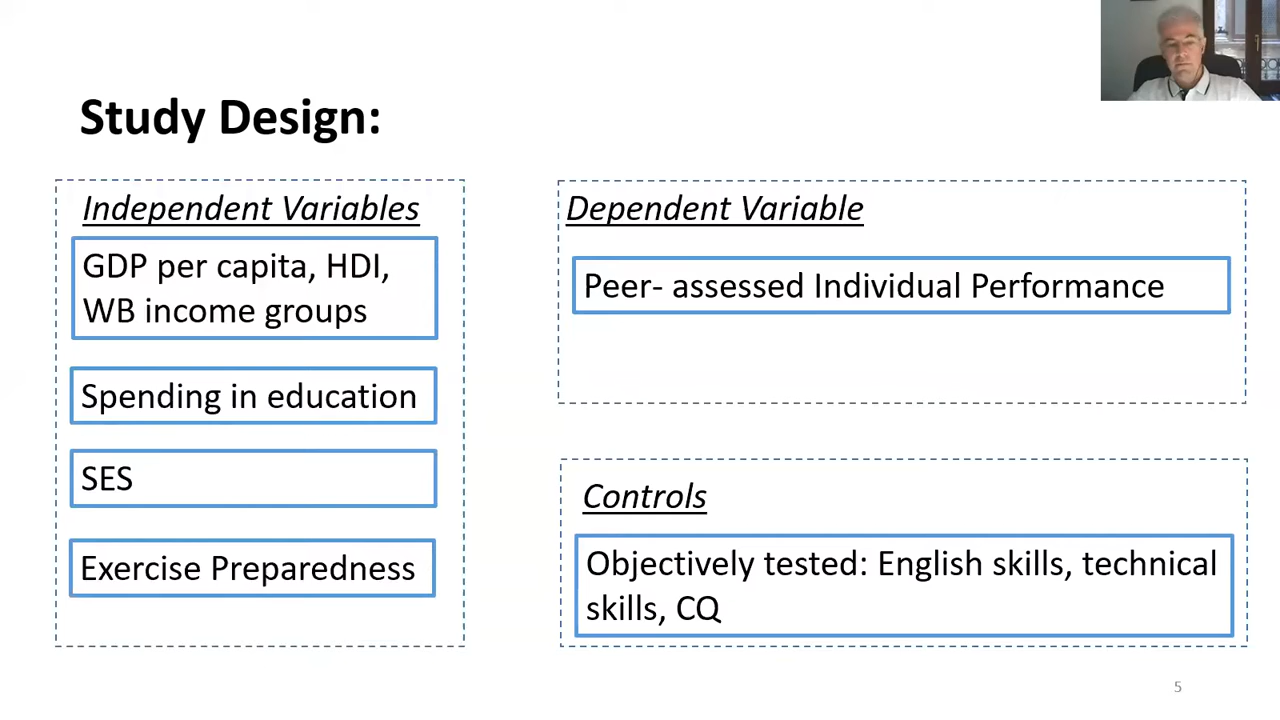 Study Design:
Independent Variables
GDP per capita, HDI,
WB income groups
Spending in education
SES
Exercise Preparedness
Dependent Variable
Peer- assessed Individual Performance
Controls
Objectively tested: English skills, technical
skills, CQ
5